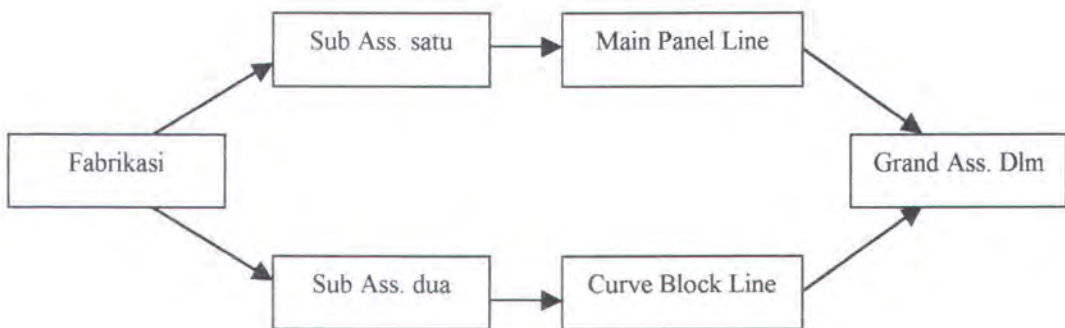 Sub Ass. satu
Main Panel Line
Fabrikasi
Grand Ass. Dlm
Sub Ass. dua
Curve Block Line